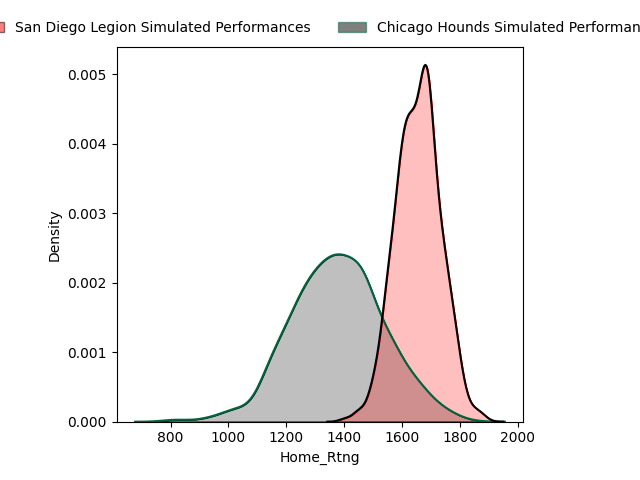 San Diego Legion Simulated Performances Chicago Hounds Simulated Performan
0.005
0.004
0.003
0.002
0.001
0.000
Density
800 1000 1200 1400 1600 1800 2000
Home_Rtng